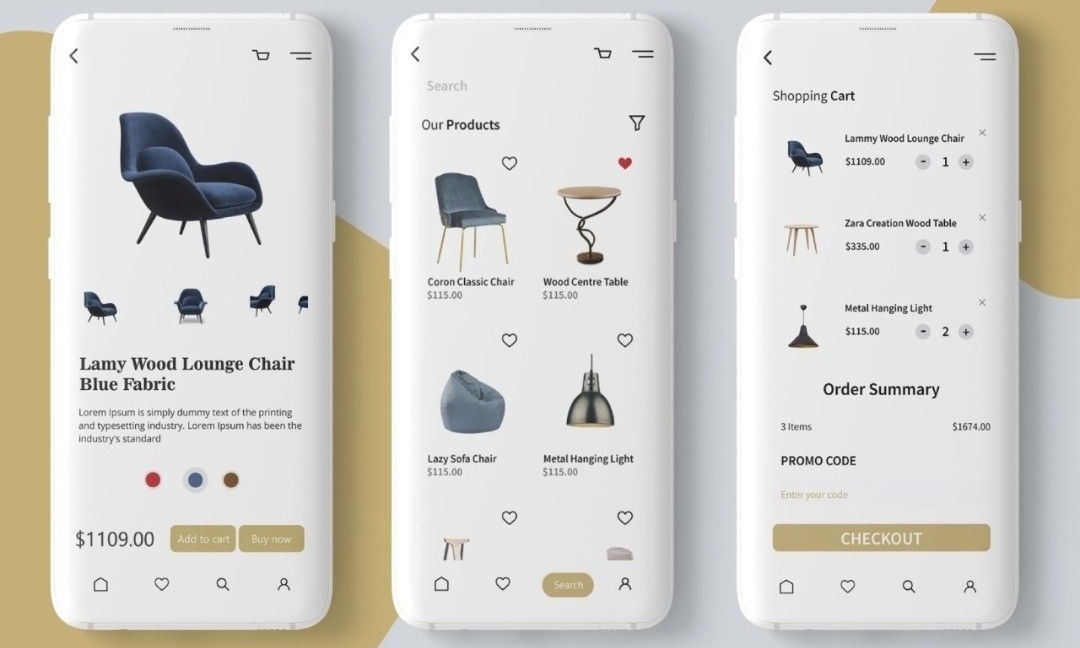 Lamy Wood Lounge Chair
Blue Fabric
Lorem Ipsum is simply dummy text of the printing
and typesetting industry. Lorem Ipsum has been the
industry's standard
$1109.00
Add to cart
Buy now
Search
Our Products
Coron Classic Chair
$115.00
Wood Centre Table
$115.00
Lazy Sofa Chair
$115.00
Metal Hanging Light
$115.00
Search
Shopping Cart
Lammy Wood Lounge Chair
$1109.00
- 1 +
Zara Creation Wood Table
$335.00
- 1 +
Metal Hanging Light
$115.00
- 2 +
Order Summary
3 Items
$1674.00
PROMO CODE
Enter your code
CHECKOUT